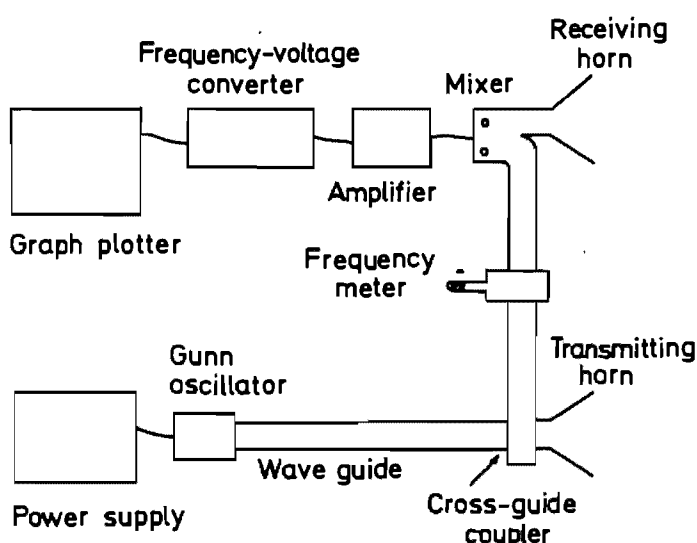 Receiving
horn
Frequency-voltage
converter
Mixer
Amplifier
Graph plotter
Frequency
meter
Gunn
oscillator
Transmitting
horn
Wave guide
Cross-guide
coupler
Power supply